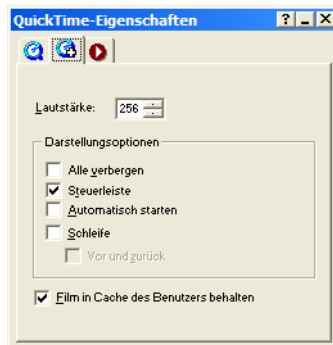 QuickTime-Eigenschaften
Lautstärke: 256
Darstellungsoptionen
Alle verbergen
Steuerleiste
Automatisch starten
Schleife
Vor und zurück
Film in Cache des Benutzers behalten